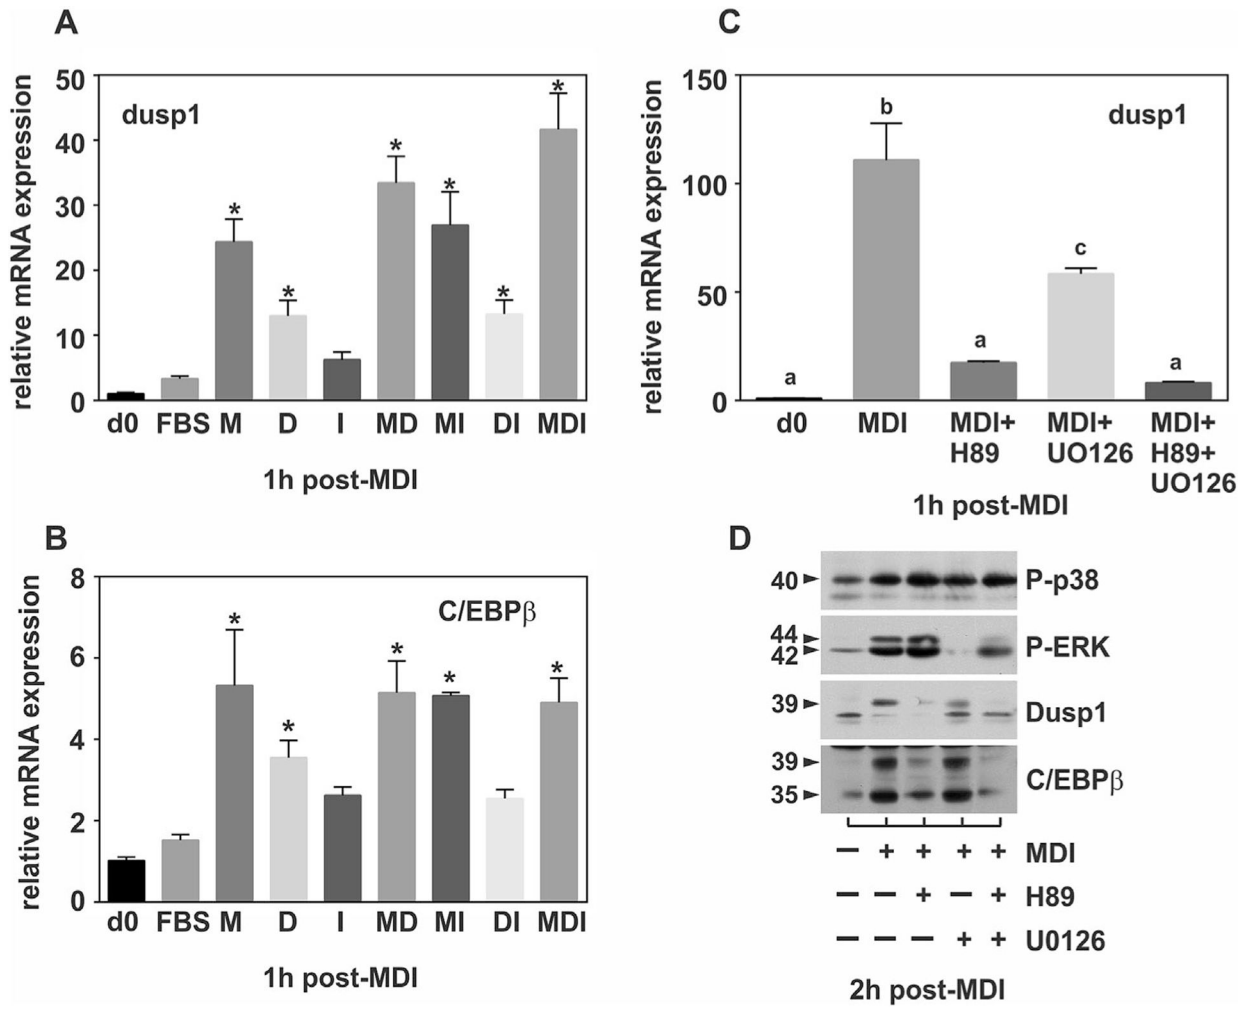 A
relative mRNA expression
50
40
30
20
10
0
dusp1
*
*
*
*
*
*
d0 FBS M D I MD MI DI MDI
1h post-MDI
B
relative mRNA expression
8
6
4
2
0
C/EBPβ
*
*
*
*
*
d0 FBS M D I MD MI DI MDI
1h post-MDI
C
relative mRNA expression
150
100
50
0
dusp1
a
b
a
c
a
d0 MDI MDI+ MDI+ MDI+
H89 UO126 H89+
UO126
1h post-MDI
D
40 P-p38
44
42 P-ERK
39 Dusp1
39
35 C/EBPβ
– + + + + MDI
– – + – + H89
– – – + + U0126
2h post-MDI